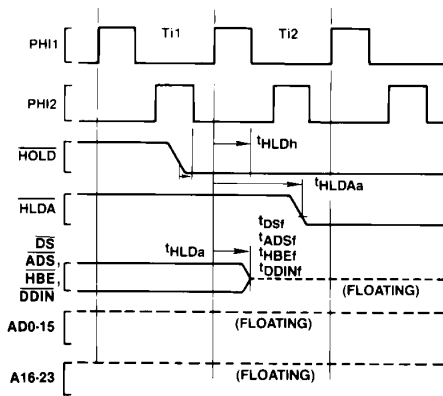 PHI1
Ti1
Ti2
PHI2
HOLD
tHLDh
tHLDAa
HLDA
DS
ADS,
HBE,
DDIN
tHLDa
tDSf
tADSf
tHBEf
tDDINf
(FLOATING)
AD0-15
(FLOATING)
A16-23
(FLOATING)